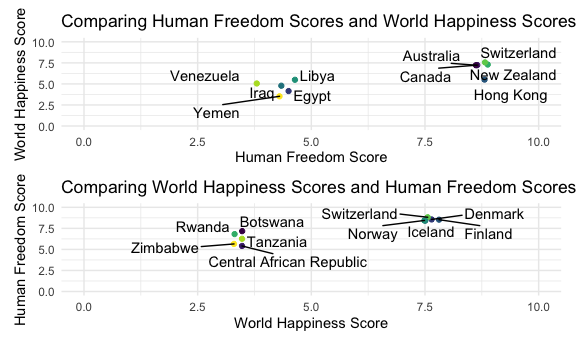 Comparing Human Freedom Scores and World Happiness Scores
World Happiness Score
10.0
7.5
5.0
2.5
0.0
Australia
Switzerland
Venezuela
Libya
Canada
New Zealand
Iraq
Egypt
Hong Kong
Yemen
0.0 2.5 5.0 7.5 10.0
Human Freedom Score
Comparing World Happiness Scores and Human Freedom Scores
Human Freedom Score
10.0
7.5
5.0
2.5
0.0
Switzerland
Denmark
Rwanda
Botswana
Norway
Iceland
Finland
Zimbabwe
Tanzania
Central African Republic
0.0 2.5 5.0 7.5 10.0
World Happiness Score